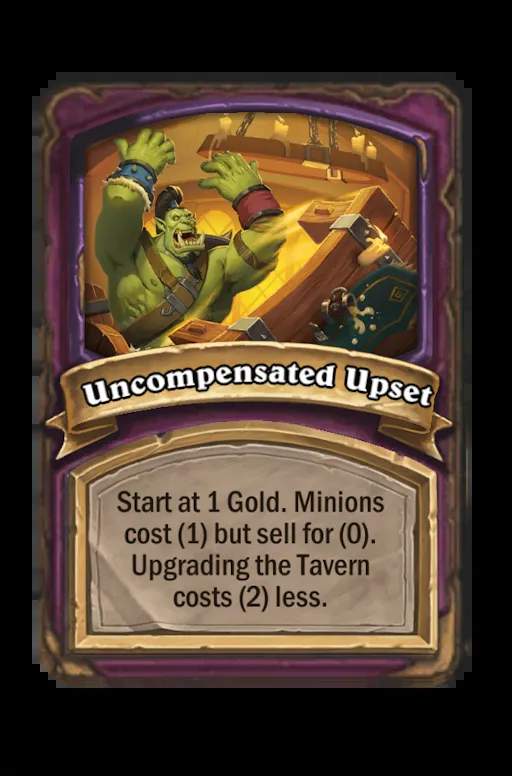 Uncompensated Upset
Start at 1 Gold. Minions
cost (1) but sell for (0).
Upgrading the Tavern
costs (2) less.